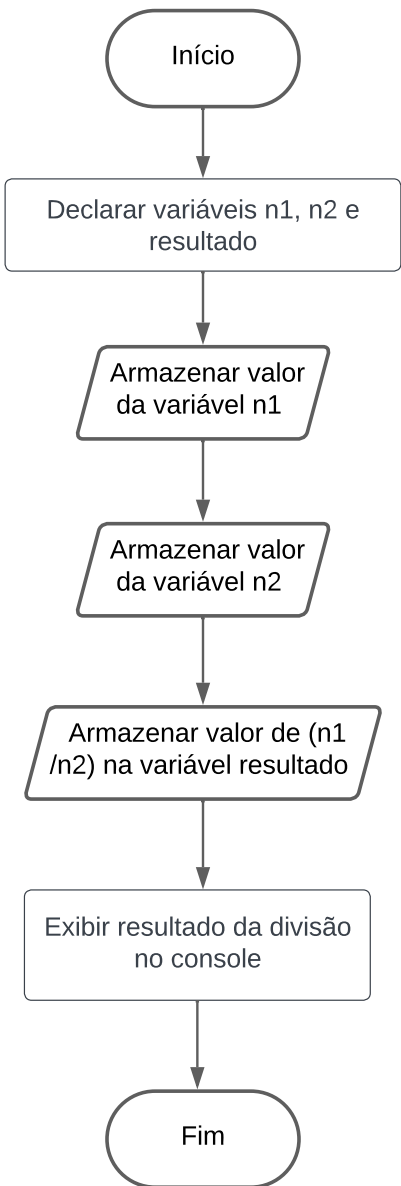 Início
Declarar variáveis n1, n2 e
resultado
Armazenar valor
da variável n1
Armazenar valor
da variável n2
Armazenar valor de (n1
/n2) na variável resultado
Exibir resultado da divisão
no console
Fim